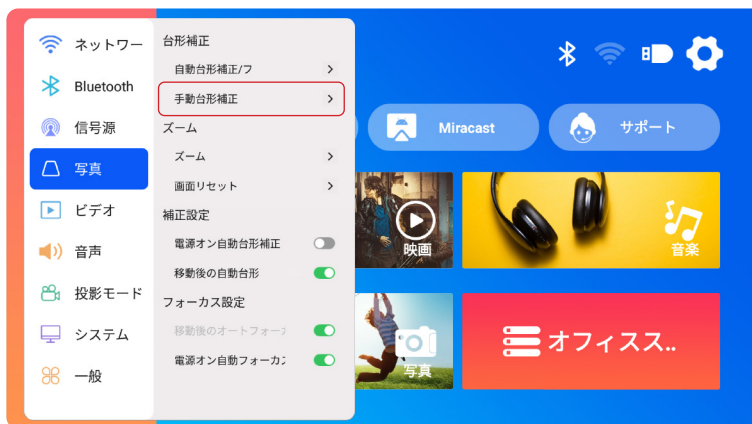 ネットワー
Bluetooth
信号源
写真
ビデオ
音声
投影モード
システム
一般
台形補正
自動台形補正/フ
手動台形補正
ズーム
ズーム
画面リセット
補正設定
電源オン自動台形補正
移動後の自動台形
フォーカス設定
移動後のオートフォーカ
電源オン自動フォーカス
Miracast
サポート
映画
音楽
写真
オフィスス..